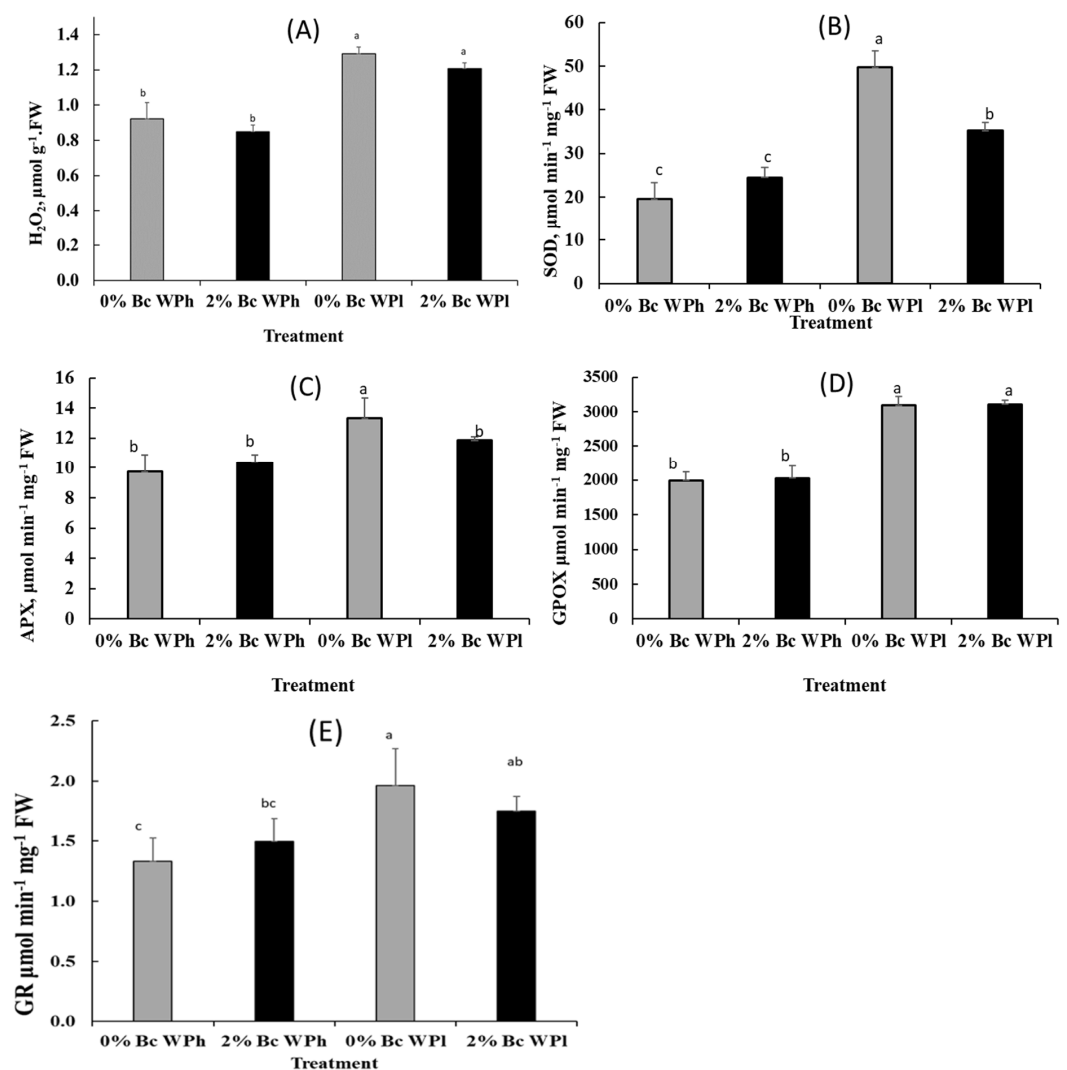 (A)
H₂O₂, μmol g⁻¹.FW
1.4
1.2
1.0
0.8
0.6
0.4
0.2
0.0
b
b
a
a
0% Bc WPh 2% Bc WPh 0% Bc WPl 2% Bc WPl
Treatment
(B)
SOD, μmol min⁻¹ mg⁻¹ FW
60
50
40
30
20
10
0
c
c
a
b
0% Bc WPh 2% Bc WPh 0% Bc WPl 2% Bc WPl
Treatment
(C)
APX, μmol min⁻¹ mg⁻¹ FW
16
14
12
10
8
6
4
2
0
b
b
a
b
0% Bc WPh 2% Bc WPh 0% Bc WPl 2% Bc WPl
Treatment
(D)
GPOX μmol min⁻¹ mg⁻¹ FW
3500
3000
2500
2000
1500
1000
500
0
b
b
a
a
0% Bc WPh 2% Bc WPh 0% Bc WPl 2% Bc WPl
Treatment
(E)
GR μmol min⁻¹ mg⁻¹ FW
2.5
2.0
1.5
1.0
0.5
0.0
c
bc
a
ab
0% Bc WPh 2% Bc WPh 0% Bc WPl 2% Bc WPl
Treatment